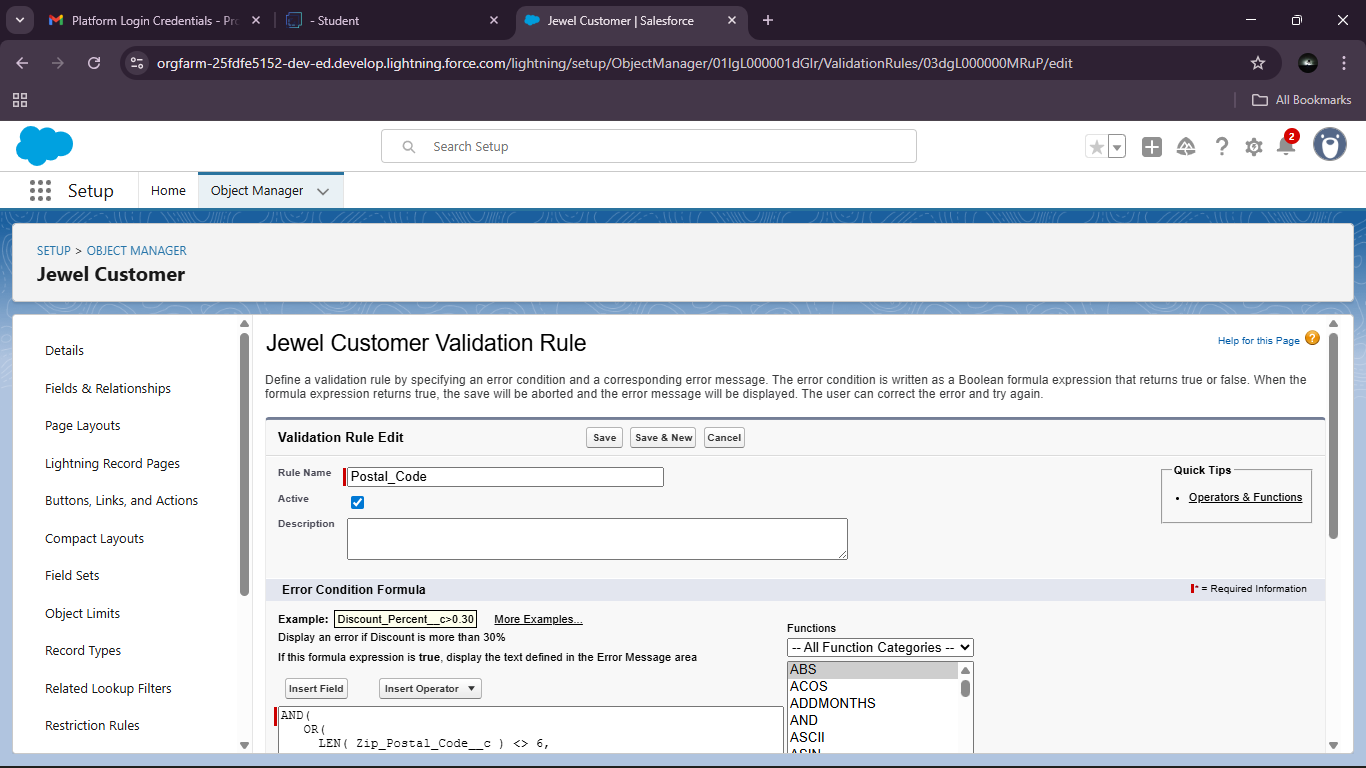 Platform Login Credentials - Pro
- Student
Jewel Customer | Salesforce
orgfarm-25fdfe5152-dev-ed.develop.lightning.force.com/lightning/setup/ObjectManager/01IgL000001dGIr/ValidationRules/03dgL000000MRuP/edit
All Bookmarks
Search Setup
2
Setup
Home
Object Manager
SETUP > OBJECT MANAGER
Jewel Customer
Details
Fields & Relationships
Page Layouts
Lightning Record Pages
Buttons, Links, and Actions
Compact Layouts
Field Sets
Object Limits
Record Types
Related Lookup Filters
Restriction Rules
Jewel Customer Validation Rule
Help for this Page ?
Define a validation rule by specifying an error condition and a corresponding error message. The error condition is written as a Boolean formula expression that returns true or false. When the
formula expression returns true, the save will be aborted and the error message will be displayed. The user can correct the error and try again.
Validation Rule Edit
Save
Save & New
Cancel
Rule Name
Postal_Code
Active
Description
Quick Tips
• Operators & Functions
Error Condition Formula
* = Required Information
Example: Discount_Percent__c>0.30 More Examples...
Display an error if Discount is more than 30%
If this formula expression is true, display the text defined in the Error Message area
Insert Field
Insert Operator
AND(
OR(
LEN( Zip_Postal_Code__c ) <> 6,
Functions
-- All Function Categories --
ABS
ACOS
ADDMONTHS
AND
ASCII
ASIN